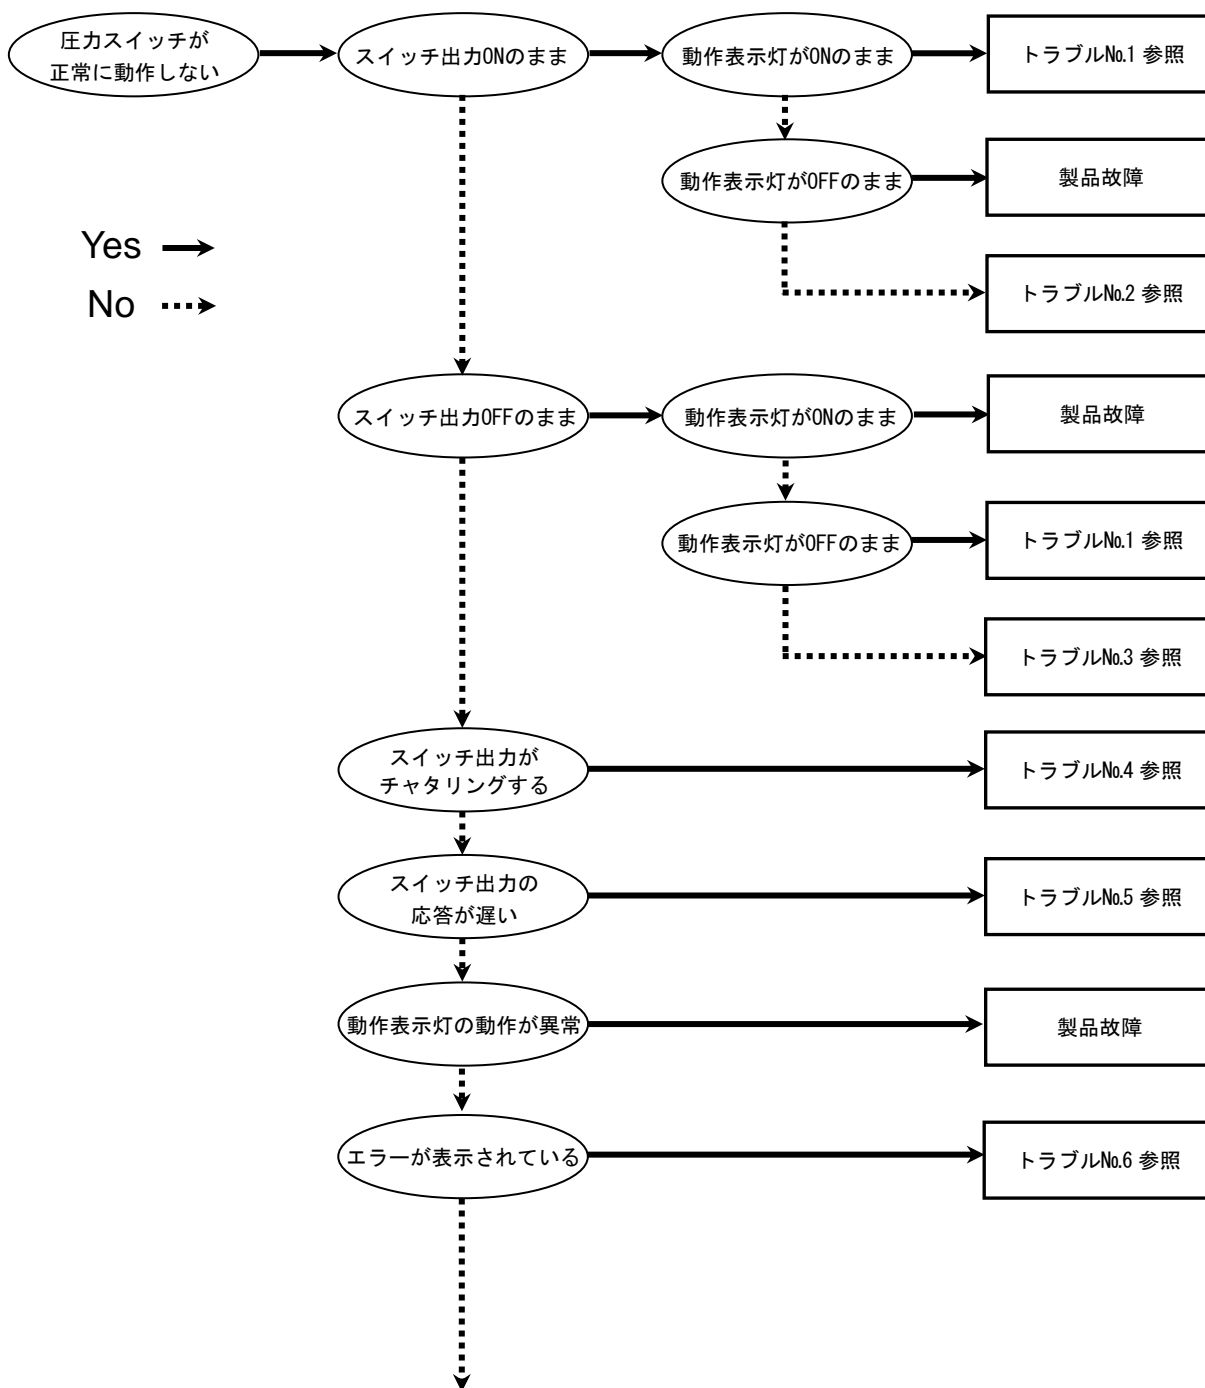 圧力スイッチが
正常に動作しない
スイッチ出力ONのまま
動作表示灯がONのまま
トラブル№1 参照
動作表示灯がOFFのまま
製品故障
Yes
No
トラブル№2 参照
スイッチ出力OFFのまま
動作表示灯がONのまま
製品故障
動作表示灯がOFFのまま
トラブル№1 参照
トラブル№3 参照
スイッチ出力が
チャタリングする
トラブル№4 参照
スイッチ出力の
応答が遅い
トラブル№5 参照
動作表示灯の動作が異常
製品故障
エラーが表示されている
トラブル№6 参照